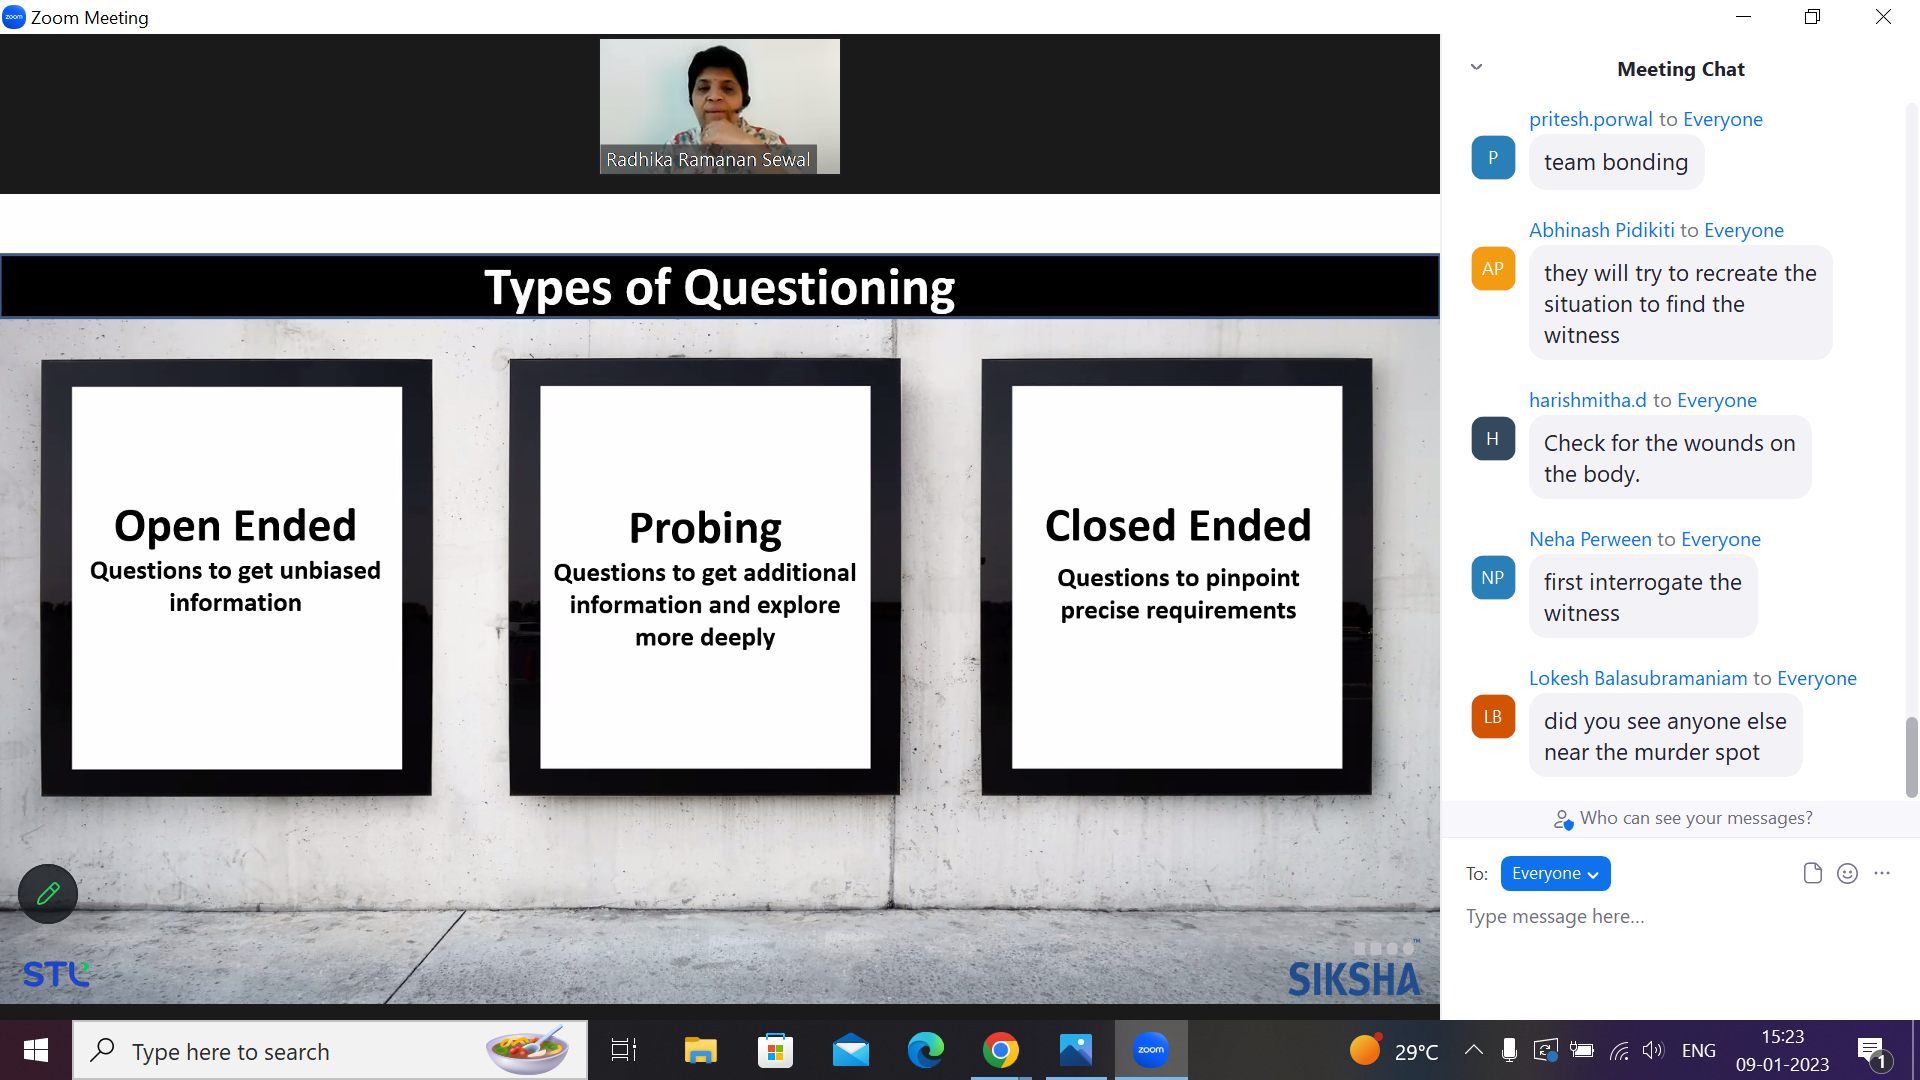 zoom
Zoom Meeting
Radhika Ramanan Sewal
Types of Questioning
Open Ended
Questions to get unbiased
information
Probing
Questions to get additional
information and explore
more deeply
Closed Ended
Questions to pinpoint
precise requirements
STL
SIKSHA
TM
Meeting Chat
pritesh.porwal to Everyone
P
team bonding
Abhinash Pidikiti to Everyone
AP
they will try to recreate the
situation to find the
witness
harishmitha.d to Everyone
H
Check for the wounds on
the body.
Neha Perween to Everyone
NP
first interrogate the
witness
Lokesh Balasubramaniam to Everyone
LB
did you see anyone else
near the murder spot
Who can see your messages?
To: Everyone
Type message here...
Type here to search
zoom
29°C
ENG
15:23
09-01-2023
1